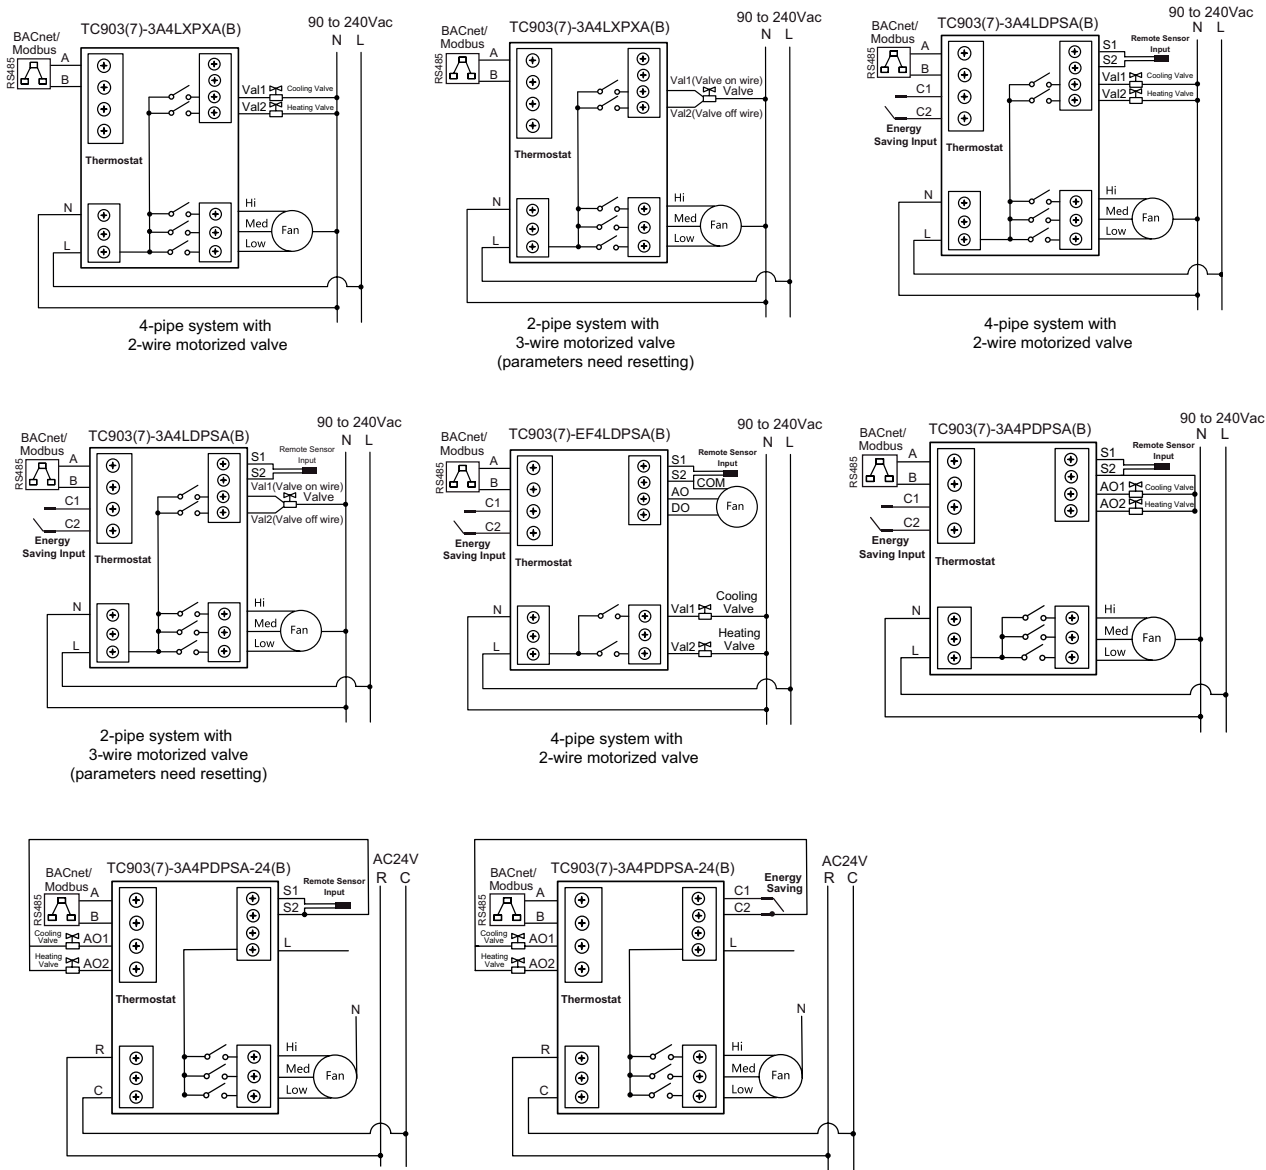 TC903(7)-3A4LXPXA(B)
90 to 240Vac
N L
BACnet/
Modbus
RS485
A
B
Val1
Cooling Valve
Val2
Heating Valve
Thermostat
N
L
Hi
Med
Low
Fan
4-pipe system with
2-wire motorized valve
TC903(7)-3A4LXPXA(B)
90 to 240Vac
N L
BACnet/
Modbus
RS485
A
B
Val1(Valve on wire)
Valve
Val2(Valve off wire)
Thermostat
N
L
Hi
Med
Low
Fan
2-pipe system with
3-wire motorized valve
(parameters need resetting)
TC903(7)-3A4LDPSA(B)
90 to 240Vac
N L
BACnet/
Modbus
RS485
A
B
C1
C2
Energy
Saving Input
S1
S2
Remote Sensor
Input
Val1
Cooling Valve
Val2
Heating Valve
Thermostat
N
L
Hi
Med
Low
Fan
4-pipe system with
2-wire motorized valve
TC903(7)-3A4LDPSA(B)
90 to 240Vac
N L
BACnet/
Modbus
RS485
A
B
C1
C2
Energy
Saving Input
S1
S2
Remote Sensor
Input
Val1(Valve on wire)
Valve
Val2(Valve off wire)
Thermostat
N
L
Hi
Med
Low
Fan
2-pipe system with
3-wire motorized valve
(parameters need resetting)
TC903(7)-EF4LDPSA(B)
90 to 240Vac
N L
BACnet/
Modbus
RS485
A
B
C1
C2
Energy
Saving Input
S1
S2
Remote Sensor
Input
COM
AO
DO
Fan
Thermostat
N
L
Cooling
Val1
Valve
Heating
Val2
Valve
4-pipe system with
2-wire motorized valve
TC903(7)-3A4PDPSA(B)
90 to 240Vac
N L
BACnet/
Modbus
RS485
A
B
C1
C2
Energy
Saving Input
S1
S2
Remote Sensor
Input
AO1
Cooling Valve
AO2
Heating Valve
Thermostat
N
L
Hi
Med
Low
Fan
TC903(7)-3A4PDPSA-24(B)
AC24V
R C
BACnet/
Modbus
RS485
A
B
Cooling
Valve
AO1
Heating
Valve
AO2
S1
S2
Remote Sensor
Input
L
Thermostat
N
R
C
Hi
Med
Low
Fan
TC903(7)-3A4PDPSA-24(B)
AC24V
R C
BACnet/
Modbus
RS485
A
B
Cooling
Valve
AO1
Heating
Valve
AO2
C1
C2
Energy
Saving
L
Thermostat
N
R
C
Hi
Med
Low
Fan